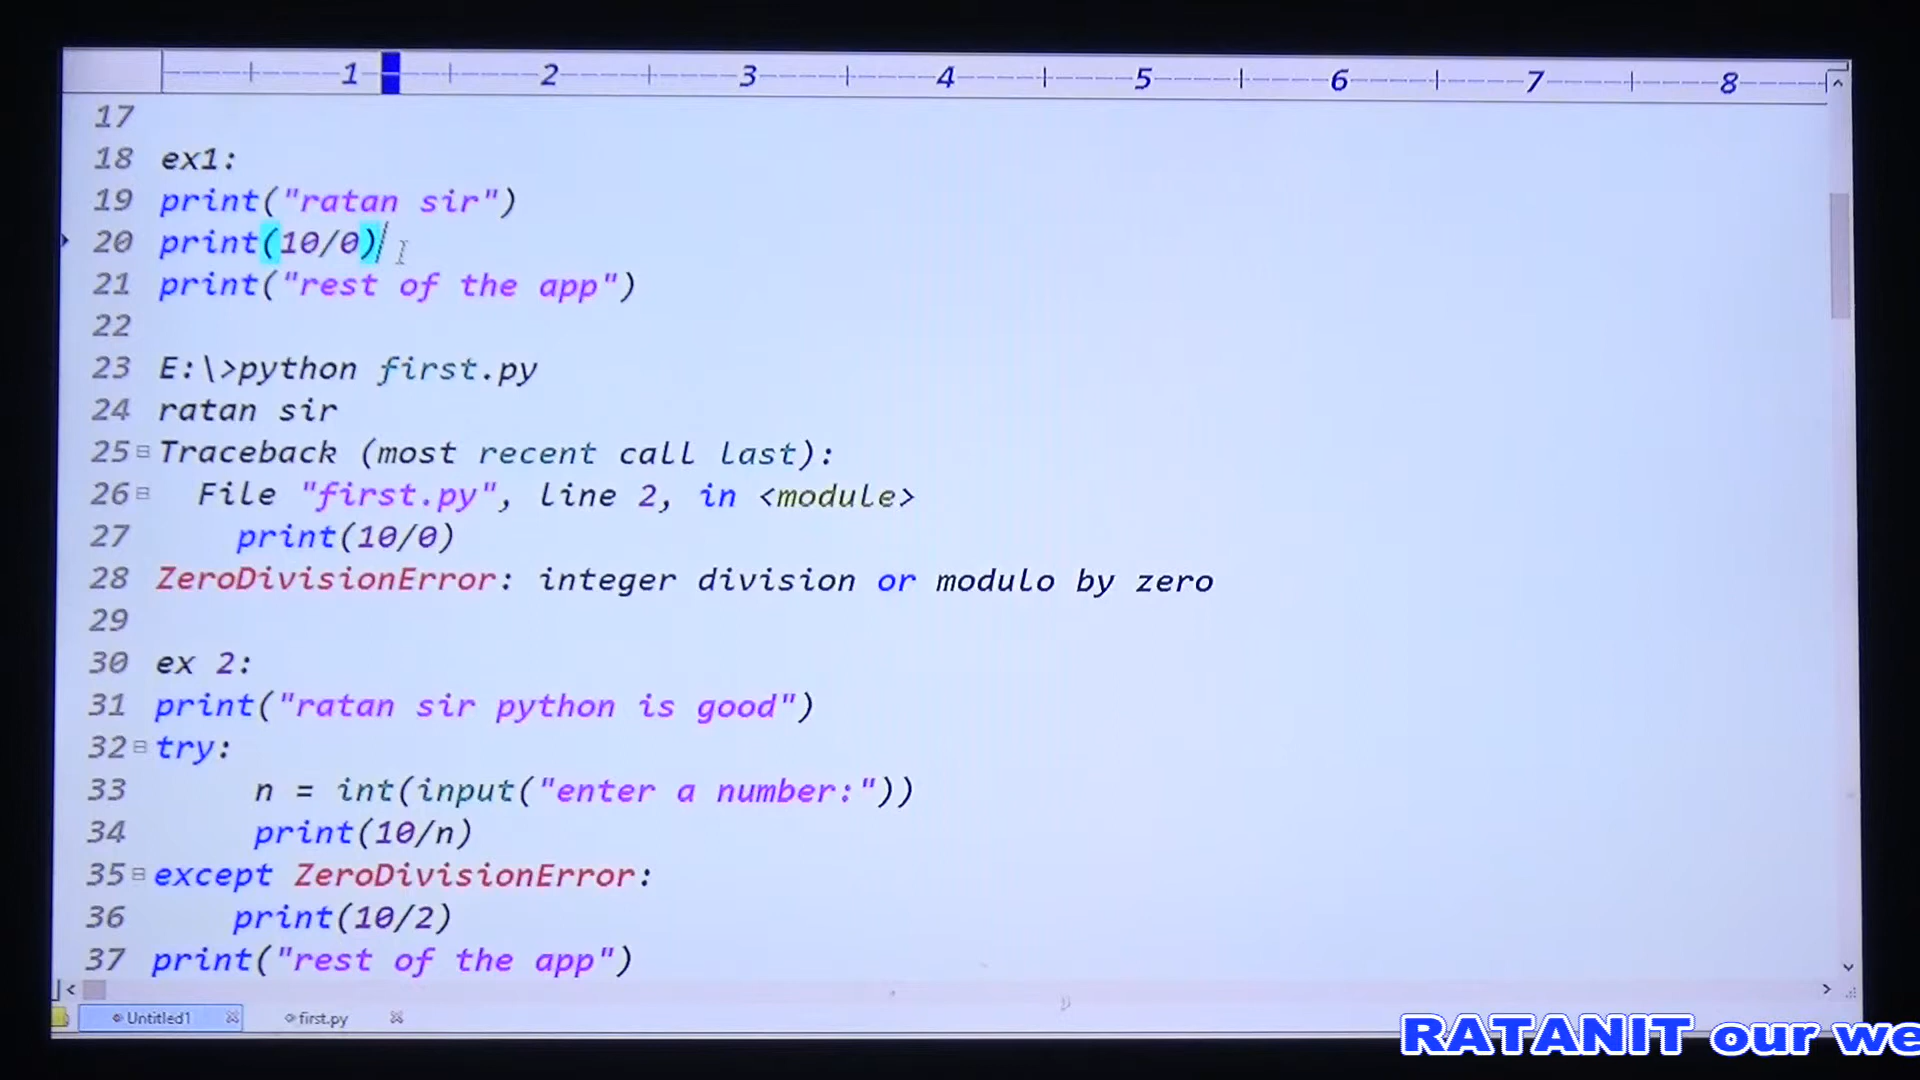 1 2 3 4 5 6 7 8
17
18 ex1:
19 print("ratan sir")
20 print(10/0)
21 print("rest of the app")
22
23 E:\>python first.py
24 ratan sir
25 Traceback (most recent call last):
26 File "first.py", line 2, in <module>
27 print(10/0)
28 ZeroDivisionError: integer division or modulo by zero
29
30 ex 2:
31 print("ratan sir python is good")
32 try:
33 n = int(input("enter a number:"))
34 print(10/n)
35 except ZeroDivisionError:
36 print(10/2)
37 print("rest of the app")
Untitled1 first.py
RATANIT our we